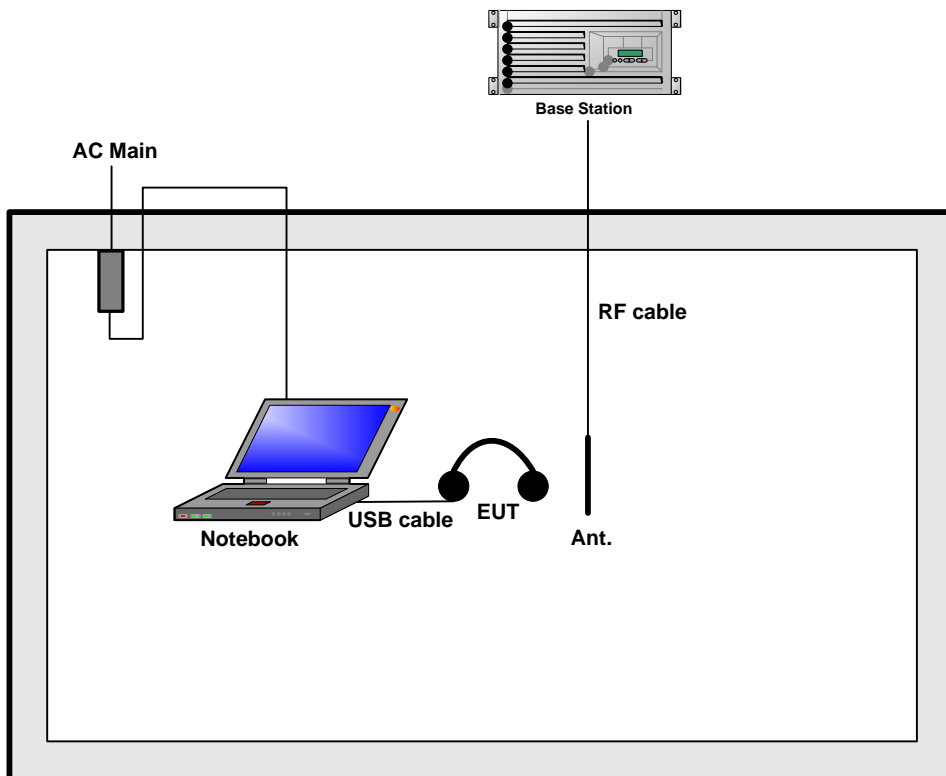 Base Station
AC Main
RF cable
USB cable
EUT
Notebook
Ant.